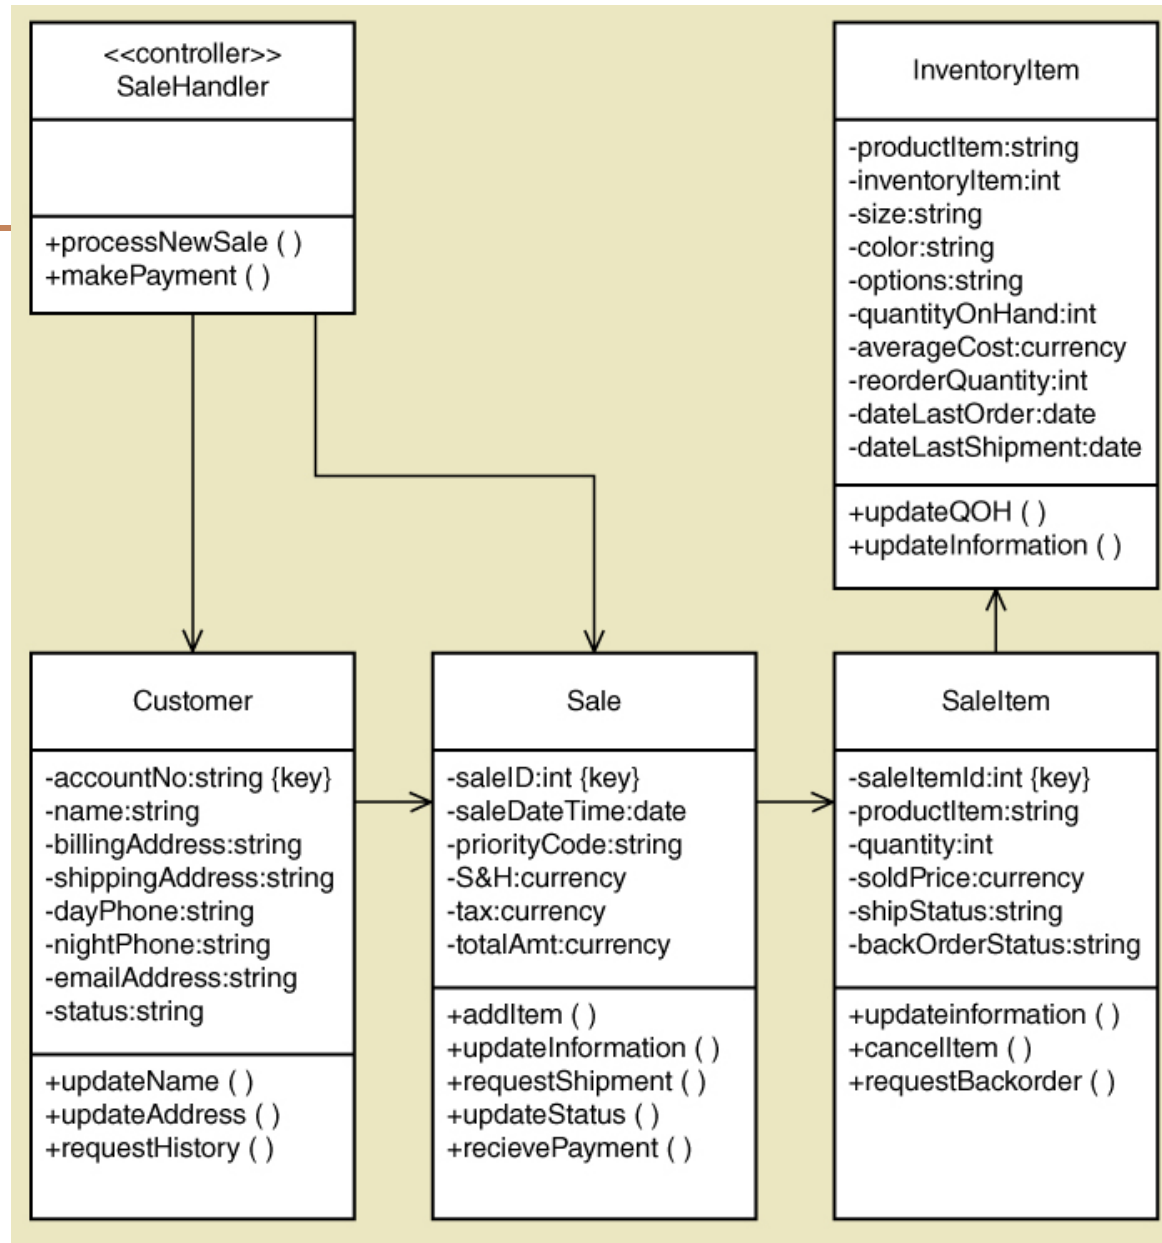 <<controller>>
SaleHandler
+processNewSale ( )
+makePayment ( )
InventoryItem
-productItem:string
-inventoryItem:int
-size:string
-color:string
-options:string
-quantityOnHand:int
-averageCost:currency
-reorderQuantity:int
-dateLastOrder:date
-dateLastShipment:date
+updateQOH ( )
+updateInformation ( )
Customer
-accountNo:string {key}
-name:string
-billingAddress:string
-shippingAddress:string
-dayPhone:string
-nightPhone:string
-emailAddress:string
-status:string
+updateName ( )
+updateAddress ( )
+requestHistory ( )
Sale
-saleID:int {key}
-saleDateTime:date
-priorityCode:string
-S&H:currency
-tax:currency
-totalAmt:currency
+addItem ( )
+updateInformation ( )
+requestShipment ( )
+updateStatus ( )
+recievePayment ( )
SaleItem
-saleItemId:int {key}
-productItem:string
-quantity:int
-soldPrice:currency
-shipStatus:string
-backOrderStatus:string
+updateinformation ( )
+cancelItem ( )
+requestBackorder ( )